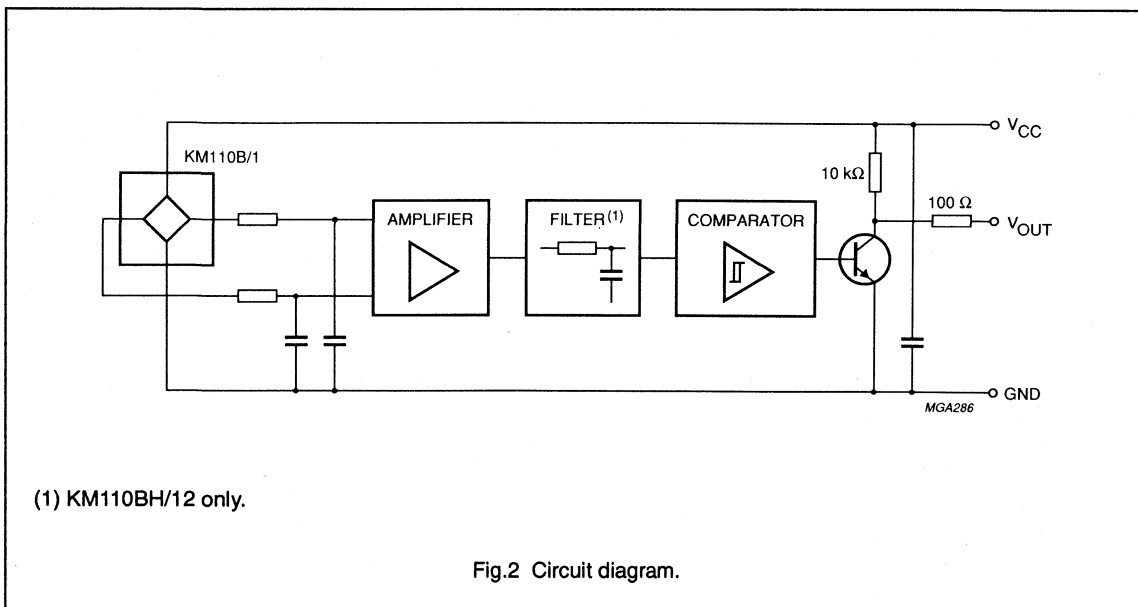 VCC
KM110B/1
10 kΩ
100 Ω
AMPLIFIER
FILTER(1)
COMPARATOR
VOUT
GND
MGA286
(1) KM110BH/12 only.
Fig.2 Circuit diagram.